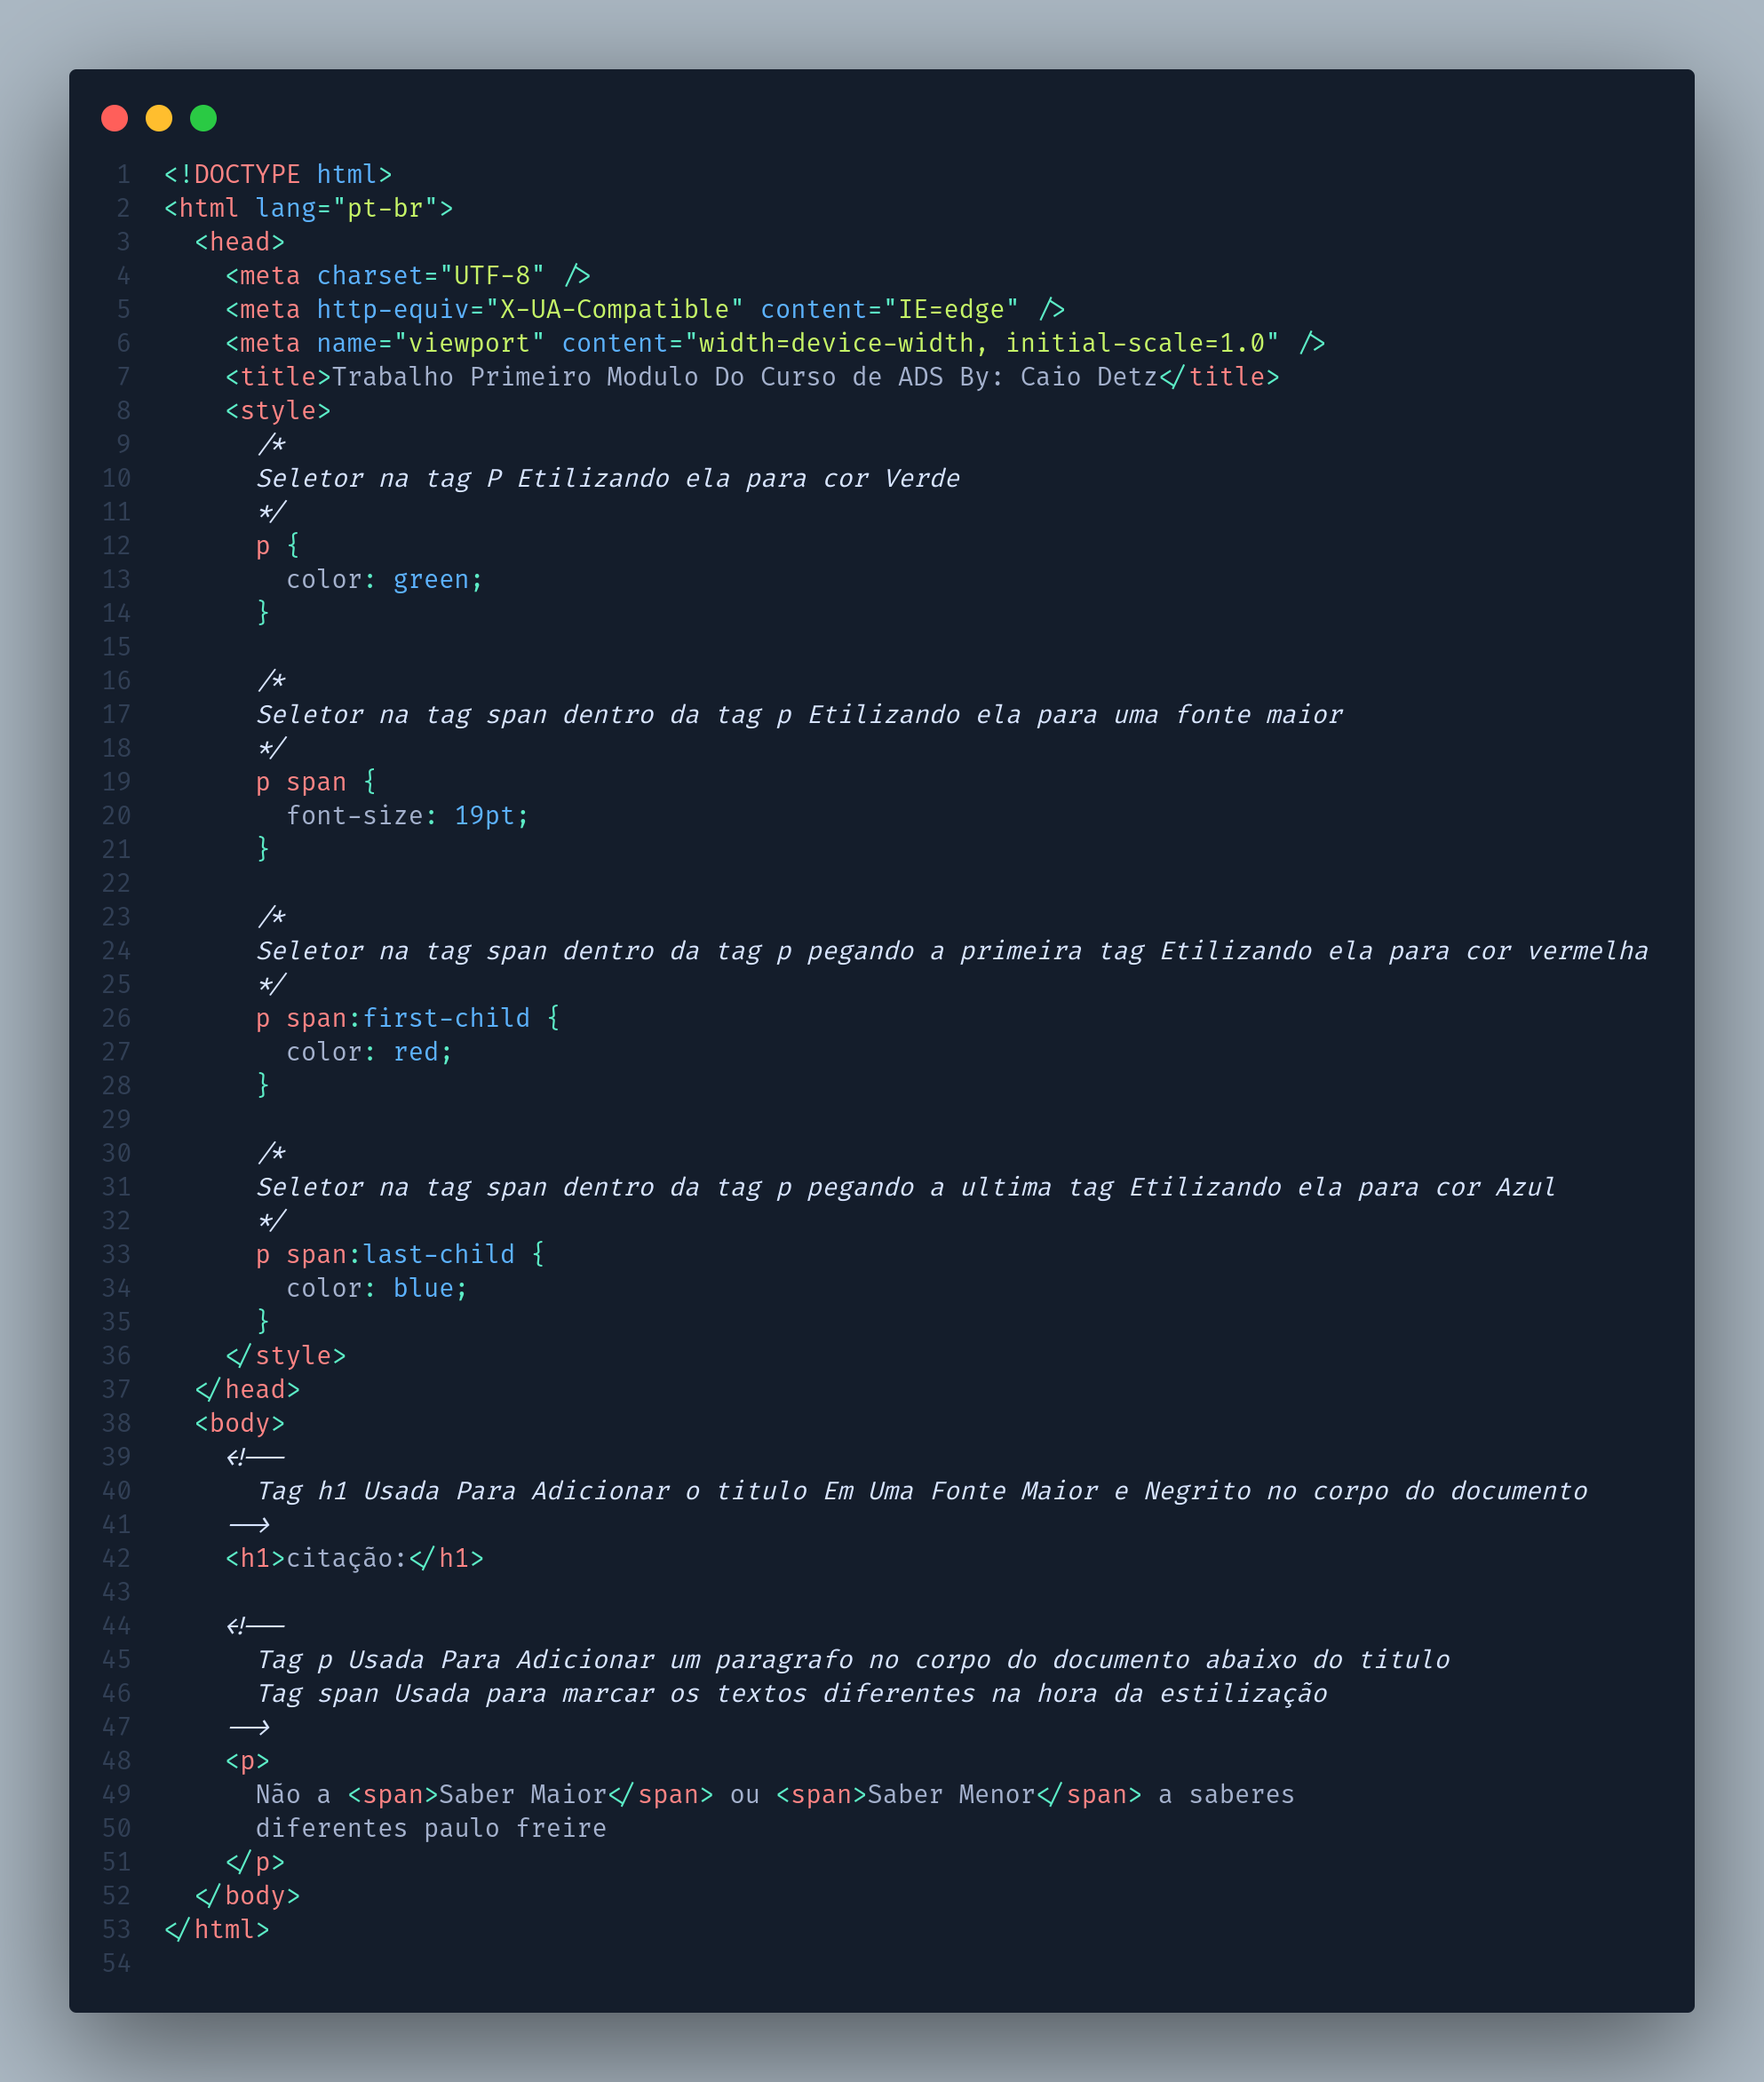 1 <!DOCTYPE html>
2 <html lang="pt-br">
3   <head>
4     <meta charset="UTF-8" />
5     <meta http-equiv="X-UA-Compatible" content="IE=edge" />
6     <meta name="viewport" content="width=device-width, initial-scale=1.0" />
7     <title>Trabalho Primeiro Modulo Do Curso de ADS By: Caio Detz</title>
8     <style>
9       /*
10       Seletor na tag P Etilizando ela para cor Verde
11       */
12       p {
13         color: green;
14       }
15
16       /*
17       Seletor na tag span dentro da tag p Etilizando ela para uma fonte maior
18       */
19       p span {
20         font-size: 19pt;
21       }
22
23       /*
24       Seletor na tag span dentro da tag p pegando a primeira tag Etilizando ela para cor vermelha
25       */
26       p span:first-child {
27         color: red;
28       }
29
30       /*
31       Seletor na tag span dentro da tag p pegando a ultima tag Etilizando ela para cor Azul
32       */
33       p span:last-child {
34         color: blue;
35       }
36     </style>
37   </head>
38   <body>
39     <!--
40       Tag h1 Usada Para Adicionar o titulo Em Uma Fonte Maior e Negrito no corpo do documento
41     -->
42     <h1>citação:</h1>
43
44     <!--
45       Tag p Usada Para Adicionar um paragrafo no corpo do documento abaixo do titulo
46       Tag span Usada para marcar os textos diferentes na hora da estilização
47     -->
48     <p>
49       Não a <span>Saber Maior</span> ou <span>Saber Menor</span> a saberes
50       diferentes paulo freire
51     </p>
52   </body>
53 </html>
54